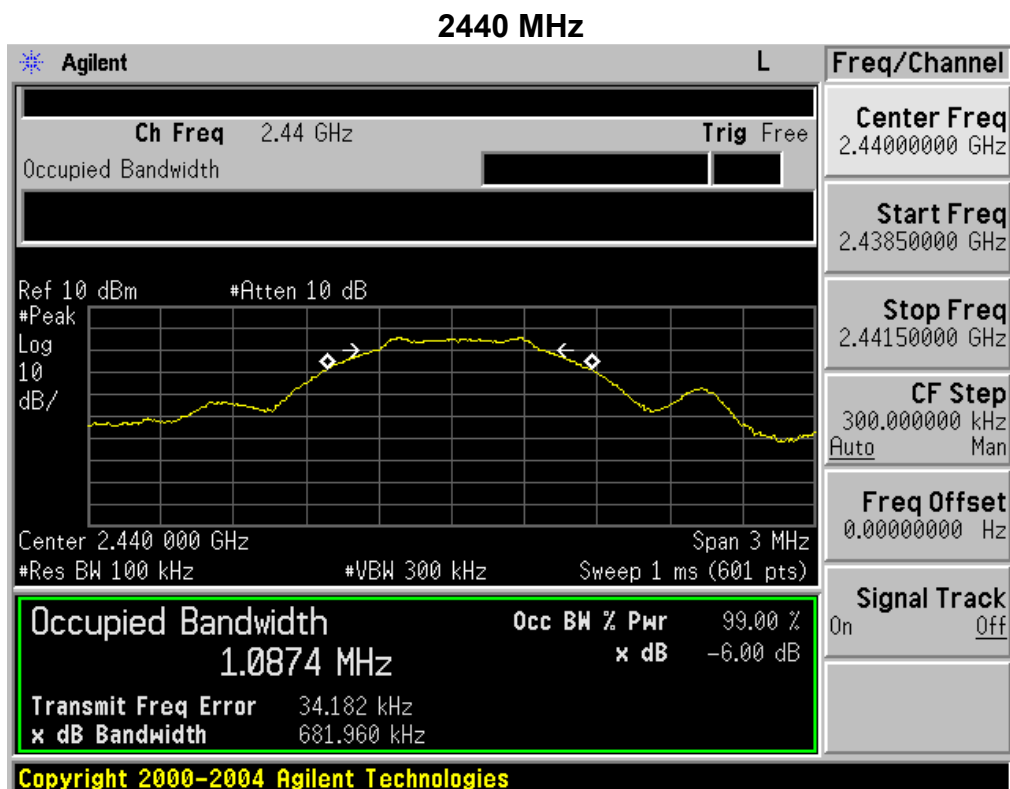 2440 MHz
Agilent L
Ch Freq 2.44 GHz Trig Free
Occupied Bandwidth
Ref 10 dBm #Atten 10 dB
#Peak
Log
10
dB/
Center 2.440 000 GHz Span 3 MHz
#Res BW 100 kHz #VBW 300 kHz Sweep 1 ms (601 pts)
Occupied Bandwidth Occ BW % Pwr 99.00 %
1.0874 MHz x dB -6.00 dB
Transmit Freq Error 34.182 kHz
x dB Bandwidth 681.960 kHz
Copyright 2000-2004 Agilent Technologies
Freq/Channel
Center Freq
2.44000000 GHz
Start Freq
2.43850000 GHz
Stop Freq
2.44150000 GHz
CF Step
300.000000 kHz
Auto Man
Freq Offset
0.00000000 Hz
Signal Track
On Off